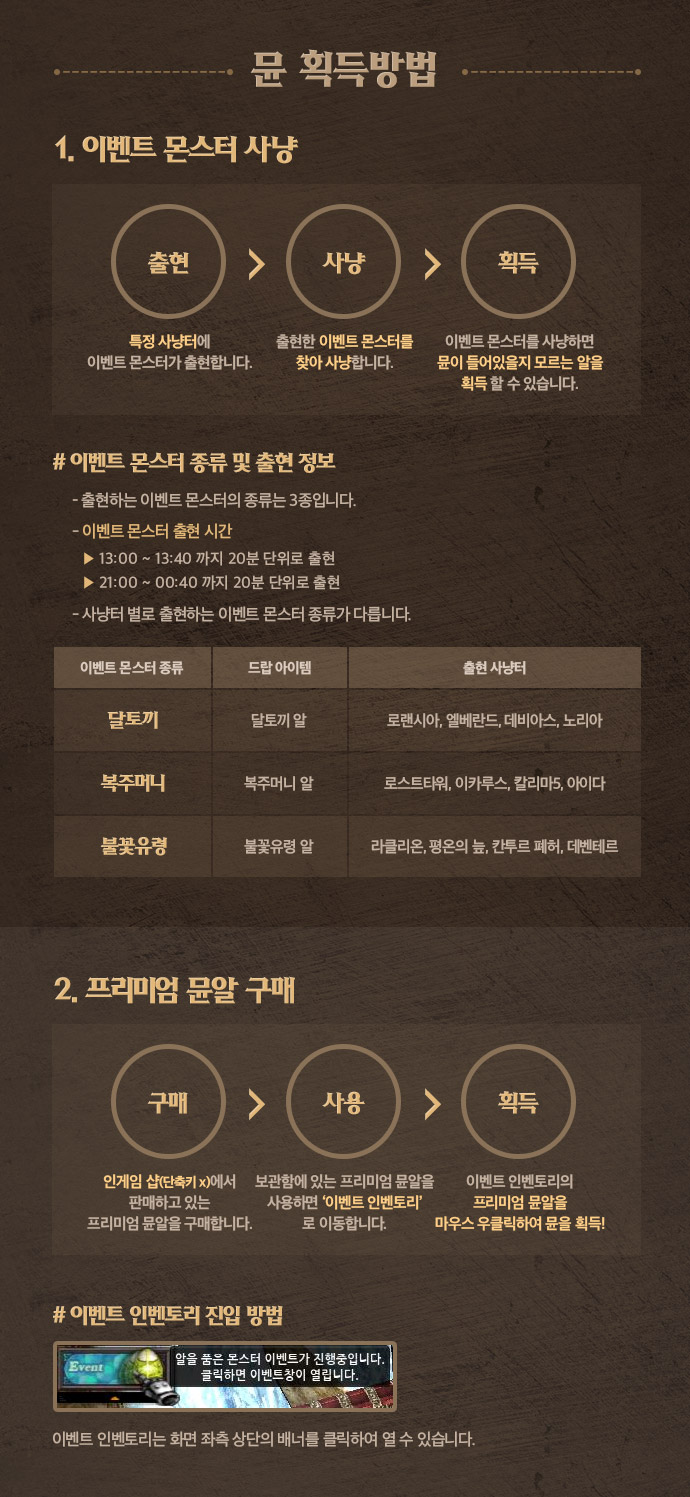 뮨 획득방법
1. 이벤트 몬스터 사냥
출현
사냥
획득
특정 사냥터에
이벤트 몬스터가 출현합니다.
출현한 이벤트 몬스터를
찾아 사냥합니다.
이벤트 몬스터를 사냥하면
뮨이 들어있을지 모르는 알을
획득 할 수 있습니다.
# 이벤트 몬스터 종류 및 출현 정보
- 출현하는 이벤트 몬스터의 종류는 3종입니다.
- 이벤트 몬스터 출현 시간
▶ 13:00 ~ 13:40 까지 20분 단위로 출현
▶ 21:00 ~ 00:40 까지 20분 단위로 출현
- 사냥터 별로 출현하는 이벤트 몬스터 종류가 다릅니다.
이벤트 몬스터 종류 드랍 아이템 출현 사냥터
달토끼 달토끼 알 로랜시아, 엘베란드, 데비아스, 노리아
복주머니 복주머니 알 로스트타워, 이카루스, 칼리마5, 아이다
불꽃유령 불꽃유령 알 라클리온, 평온의 늪, 칸투르 폐허, 데벤테르
2. 프리미엄 뮨알 구매
구매
사용
획득
인게임 샵(단축키 x)에서
판매하고 있는
프리미엄 뮨알을 구매합니다.
보관함에 있는 프리미엄 뮨알을
사용하면 ‘이벤트 인벤토리’
로 이동합니다.
이벤트 인벤토리의
프리미엄 뮨알을
마우스 우클릭하여 뮨을 획득!
# 이벤트 인벤토리 진입 방법
Event
알을 품은 몬스터 이벤트가 진행중입니다.
클릭하면 이벤트창이 열립니다.
이벤트 인벤토리는 화면 좌측 상단의 배너를 클릭하여 열 수 있습니다.